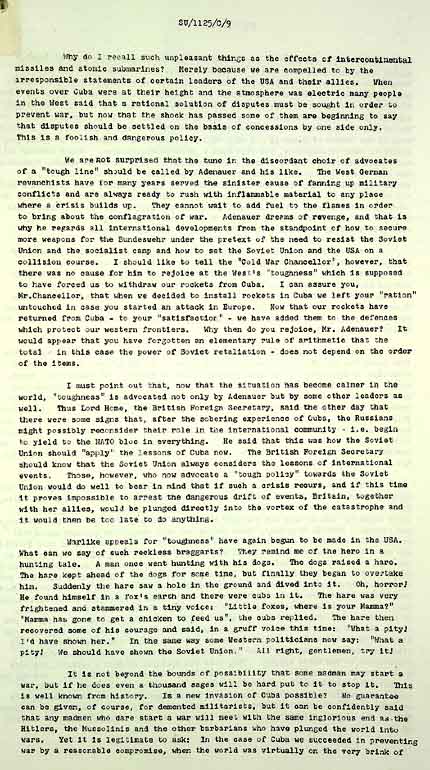 SU/1125/C/9
Why do I recall such unpleasant things as the effects of intercontinental
missiles and atomic submarines? Merely because we are compelled to by the
irresponsible statements of certain leaders of the USA and their allies. When
events over Cuba were at their height and the atmosphere was electric many people
in the West said that a rational solution of disputes must be sought in order to
prevent war, but now that the shock has passed some of them are beginning to say
that disputes should be settled on the basis of concessions by one side only.
This is a foolish and dangerous policy.
We are not surprised that the tune in the discordant choir of advocates
of a "tough line" should be called by Adenauer and his like. The West German
revanchists have for many years served the sinister cause of fanning up military
conflicts and are always ready to rush with inflammable material to any place
where a crisis builds up. They cannot wait to add fuel to the flames in order
to bring about the conflagration of war. Adenauer dreams of revenge, and that is
why he regards all international developments from the standpoint of how to secure
more weapons for the Bundeswehr under the pretext of the need to resist the Soviet
Union and the socialist camp and how to set the Soviet Union and the USA on a
collision course. I should like to tell the 'Cold War Chancellor', however, that
there was no cause for him to rejoice at the West's "toughness" which is supposed
to have forced us to withdraw our rockets from Cuba. I can assure you,
Mr.Chancellor, that when we decided to install rockets in Cuba we left your "ration"
untouched in case you started an attack in Europe. Now that our rockets have
returned from Cuba - to your "satisfaction" - we have added them to the defences
which protect our western frontiers. Why then do you rejoice, Mr. Adenauer? It
would appear that you have forgotten an elementary rule of arithmetic that the
total - in this case the power of Soviet retaliation - does not depend on the order
of the items.
I must point out that, now that the situation has become calmer in the
world, "toughness" is advocated not only by Adenauer but by some other leaders as
well. Thus Lord Home, the British Foreign Secretary, said the other day that
there were some signs that, after the sobering experience of Cuba, the Russians
might possibly reconsider their role in the international community - i.e. begin
to yield to the NATO bloc in everything. He said that this was how the Soviet
Union should "apply" the lessons of Cuba now. The British Foreign Secretary
should know that the Soviet Union always considers the lessons of international
events. Those, however, who now advocate a "tough policy" towards the Soviet
Union would do well to bear in mind that if such a crisis recurs, and if this time
it proves impossible to arrest the dangerous drift of events, Britain, together
with her allies, would be plunged directly into the vortex of the catastrophe and
it would then be too late to do anything.
Warlike appeals for "toughness" have again begun to be made in the USA.
What can we say of such reckless braggarts? They remind me of the hero in a
hunting tale. A man once went hunting with his dogs. The dogs raised a hare.
The hare kept ahead of the dogs for some time, but finally they began to overtake
him. Suddenly the hare saw a hole in the ground and dived into it. Oh, horror!
He found himself in a fox's earth and there were cubs in it. The hare was very
frightened and stammered in a tiny voice: "Little foxes, where is your Mamma?"
"Mamma has gone to get a chicken to feed us", the cubs replied. The hare then
recovered some of his courage and said, in a gruff voice this time: "What a pity!
I'd have shown her." In the same way some Western politicians now say: "What a
pity! We should have shown the Soviet Union." All right, gentlemen, try it!
It is not beyond the bounds of possibility that some madman may start a
war, but if he does even a thousand sages will be hard put to it to stop it. This
is well known from history. Is a new invasion of Cuba possible? No guarantee
can be given, of course, for demented militarists, but it can be confidently said
that any madmen who dare start a war will meet with the same inglorious end as the
Hitlers, the Mussolinis and the other barbarians who have plunged the world into
wars. Yet it is legitimate to ask: In the case of Cuba we succeeded in preventing
war by a reasonable compromise, when the world was virtually on the very brink of